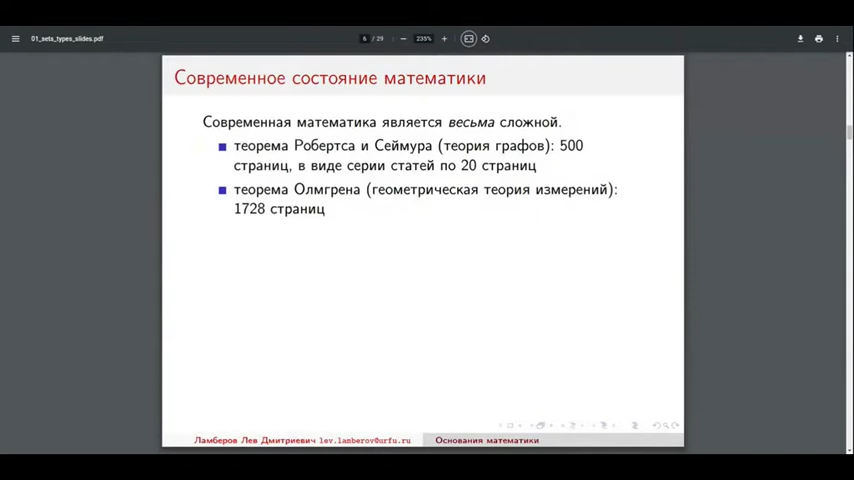 01_sets_types_slides.pdf
6 / 29
235%
Современное состояние математики
Современная математика является весьма сложной.
теорема Робертса и Сеймура (теория графов): 500
страниц, в виде серии статей по 20 страниц
теорема Олмгрена (геометрическая теория измерений):
1728 страниц
Ламберов Лев Дмитриевич lev.lamberov@urfu.ru
Основания математики